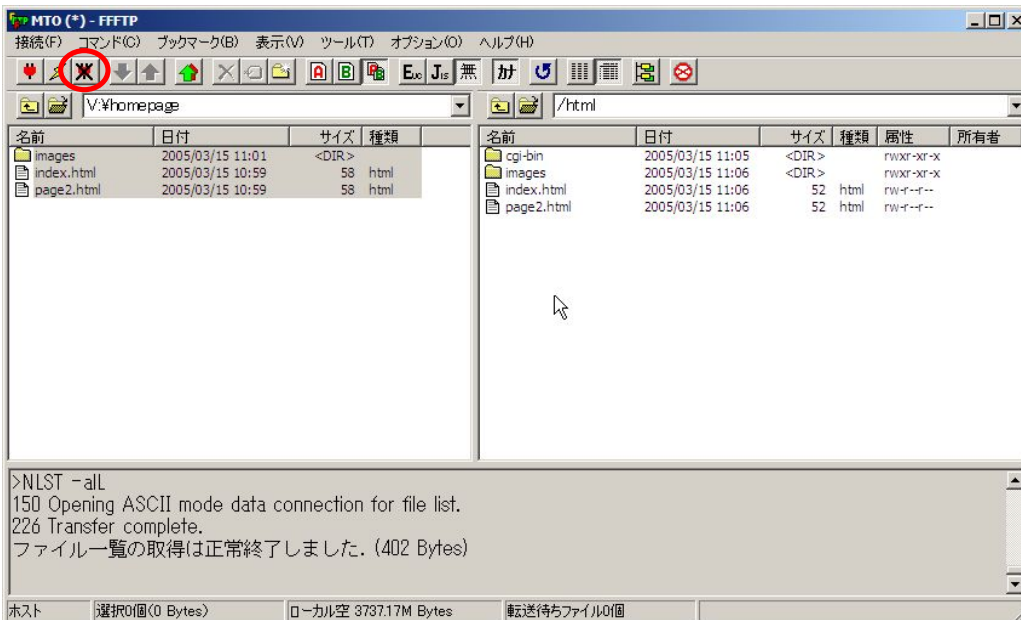 MTO (*) - FFFTP
接続(F) コマンド(C) ブックマーク(B) 表示(V) ツール(T) オプション(O) ヘルプ(H)
A B Euc Jis 無 カナ
V:¥homepage
/html
名前 日付 サイズ 種類
images 2005/03/15 11:01 <DIR>
index.html 2005/03/15 10:59 58 html
page2.html 2005/03/15 10:59 58 html
名前 日付 サイズ 種類 属性 所有者
cgi-bin 2005/03/15 11:05 <DIR> rwxr-xr-x
images 2005/03/15 11:06 <DIR> rwxr-xr-x
index.html 2005/03/15 11:06 52 html rw-r--r--
page2.html 2005/03/15 11:06 52 html rw-r--r--
>NLST -alL
150 Opening ASCII mode data connection for file list.
226 Transfer complete.
ファイル一覧の取得は正常終了しました. (402 Bytes)
ホスト 選択0個(0 Bytes) ローカル空 3737.17M Bytes 転送待ちファイル0個